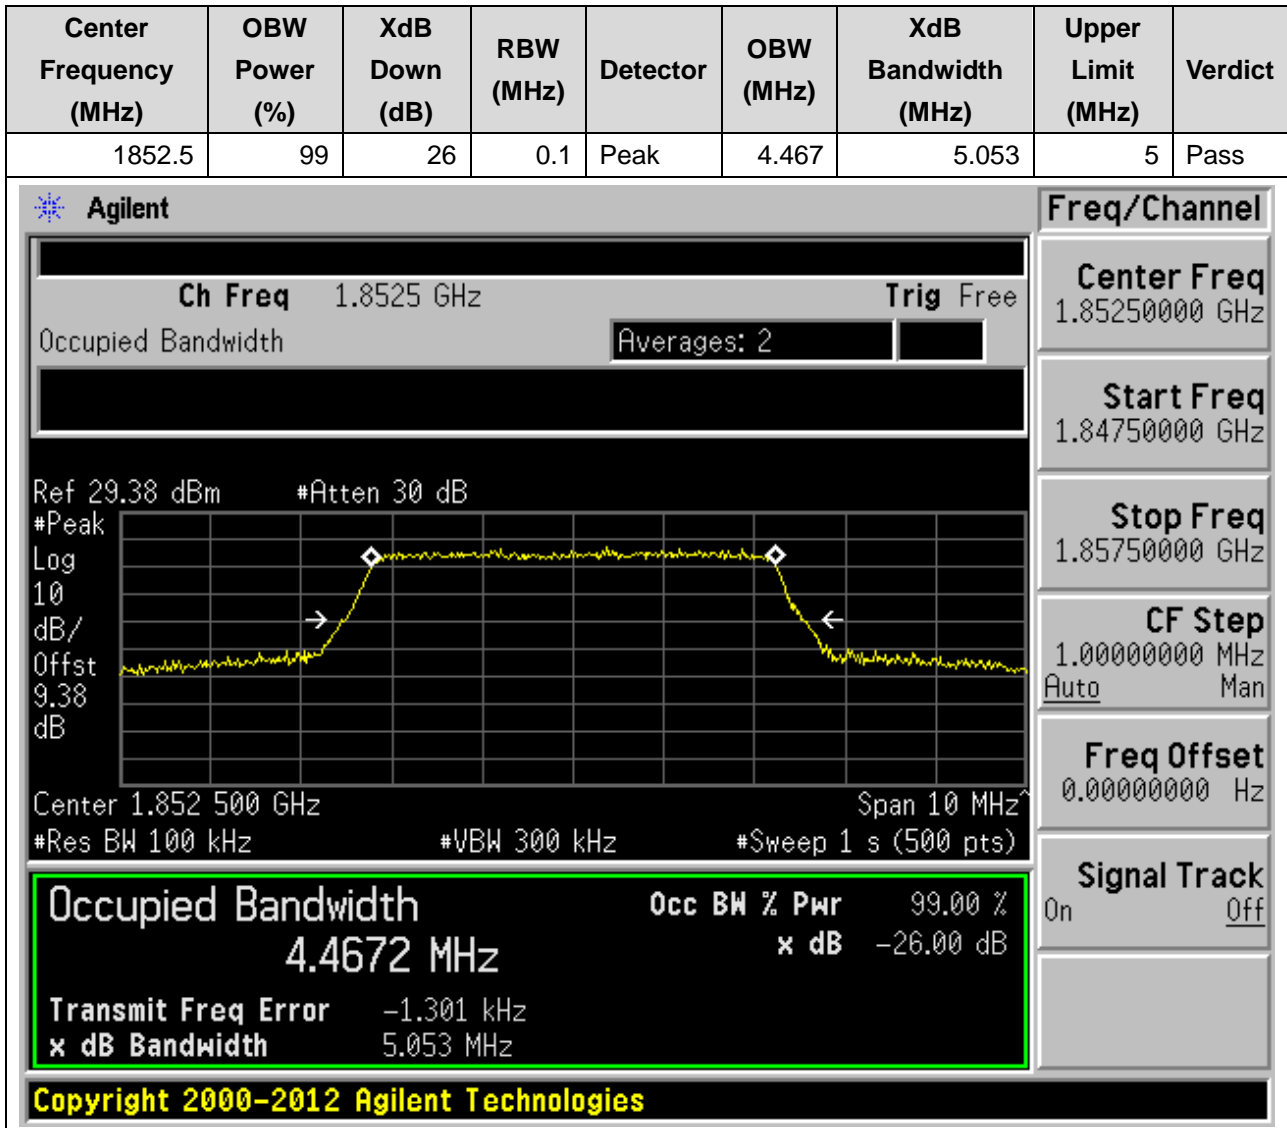 Center Frequency (MHz) OBW Power (%) XdB Down (dB) RBW (MHz) Detector OBW (MHz) XdB Bandwidth (MHz) Upper Limit (MHz) Verdict
1852.5 99 26 0.1 Peak 4.467 5.053 5 Pass
Agilent
Ch Freq 1.8525 GHz Trig Free
Occupied Bandwidth Averages: 2
Ref 29.38 dBm #Atten 30 dB
#Peak
Log
10
dB/
Offst
9.38
dB
Center 1.852 500 GHz Span 10 MHz^
#Res BW 100 kHz #VBW 300 kHz #Sweep 1 s (500 pts)
Occupied Bandwidth Occ BW % Pwr 99.00 %
4.4672 MHz x dB -26.00 dB
Transmit Freq Error -1.301 kHz
x dB Bandwidth 5.053 MHz
Freq/Channel
Center Freq
1.85250000 GHz
Start Freq
1.84750000 GHz
Stop Freq
1.85750000 GHz
CF Step
1.00000000 MHz
Auto Man
Freq Offset
0.00000000 Hz
Signal Track
On Off
Copyright 2000-2012 Agilent Technologies